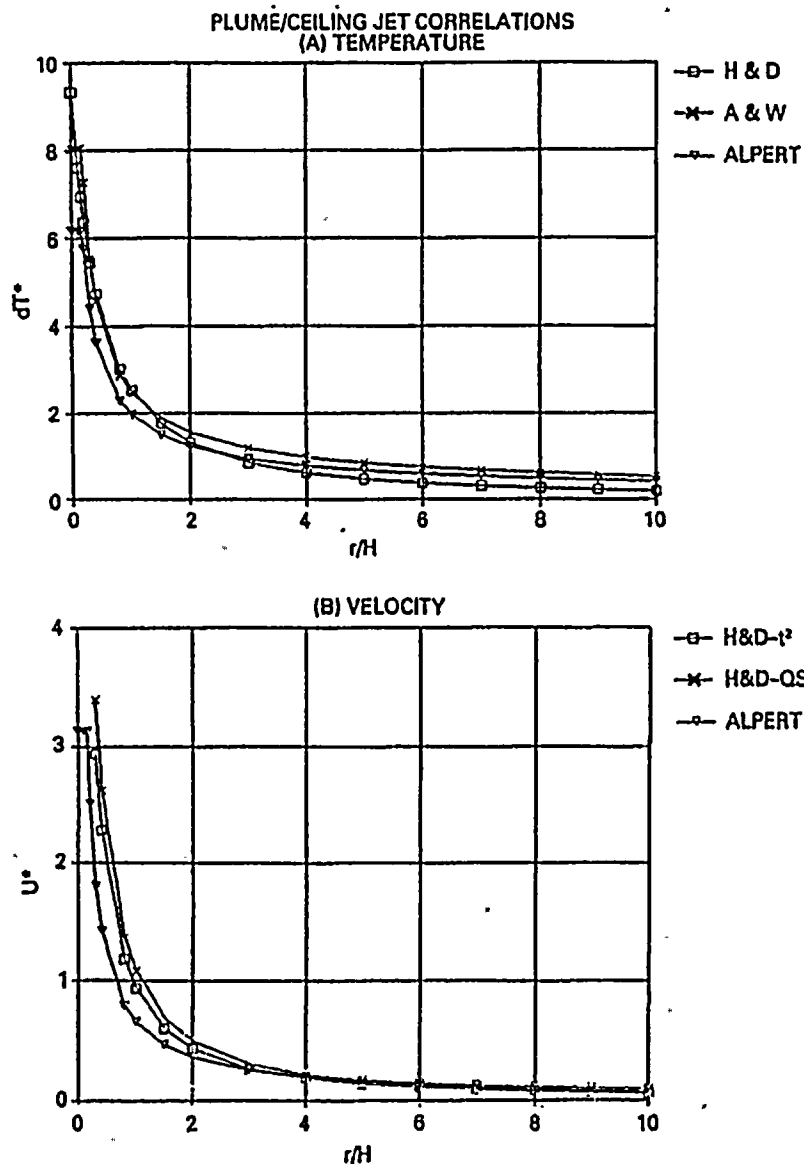 PLUME/CEILING JET CORRELATIONS
(A) TEMPERATURE
10
8
6
4
2
0
dT*
0 2 4 6 8 10
r/H
H & D
A & W
ALPERT
(B) VELOCITY
4
3
2
1
0
U*
0 2 4 6 8 10
r/H
H&D-t²
H&D-QS
ALPERT